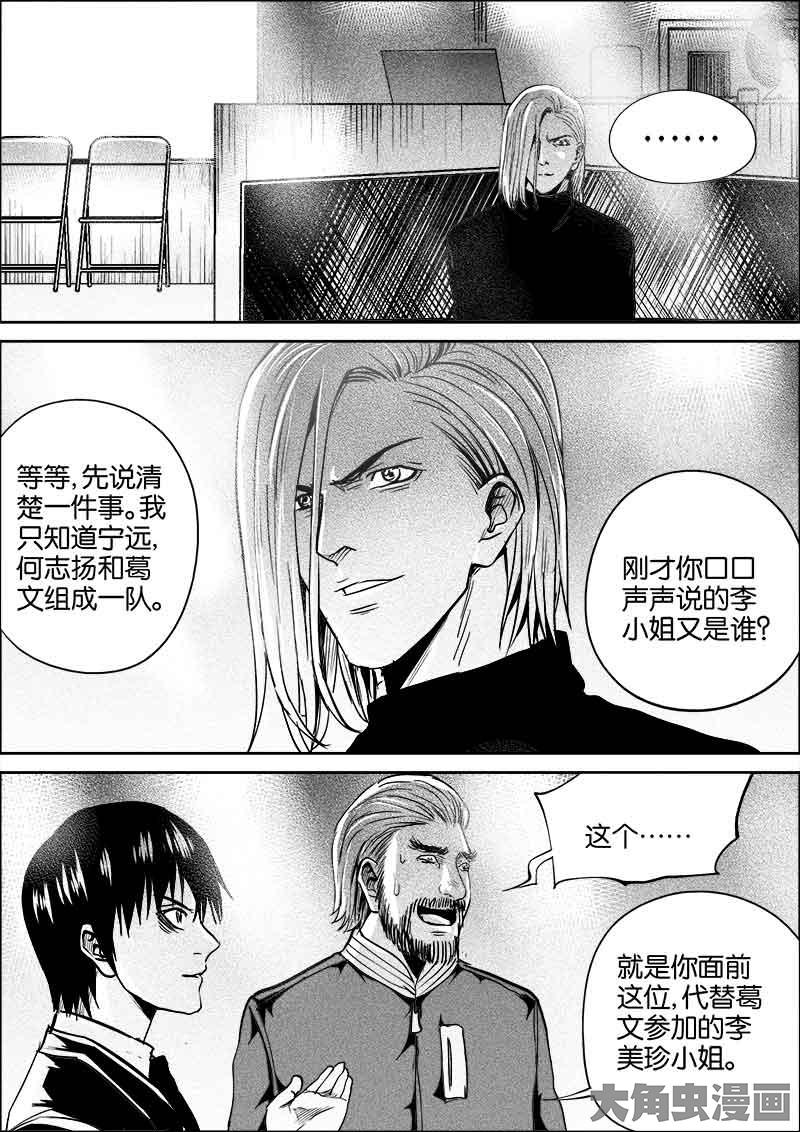 ……
等等，先说清
楚一件事。我
只知道宁远，
何志扬和葛
文组成一队。
刚才你口口
声声说的李
小姐又是谁？
这个……
就是你面前
这位，代替葛
文参加的李
美珍小姐。
大角虫漫画